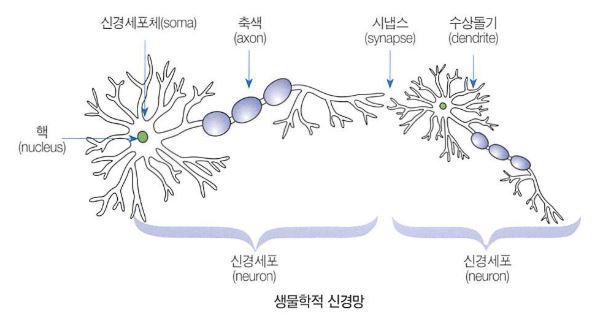 신경세포체(soma)
축색
(axon)
시냅스
(synapse)
수상돌기
(dendrite)
핵
(nucleus)
신경세포
(neuron)
신경세포
(neuron)
생물학적 신경망